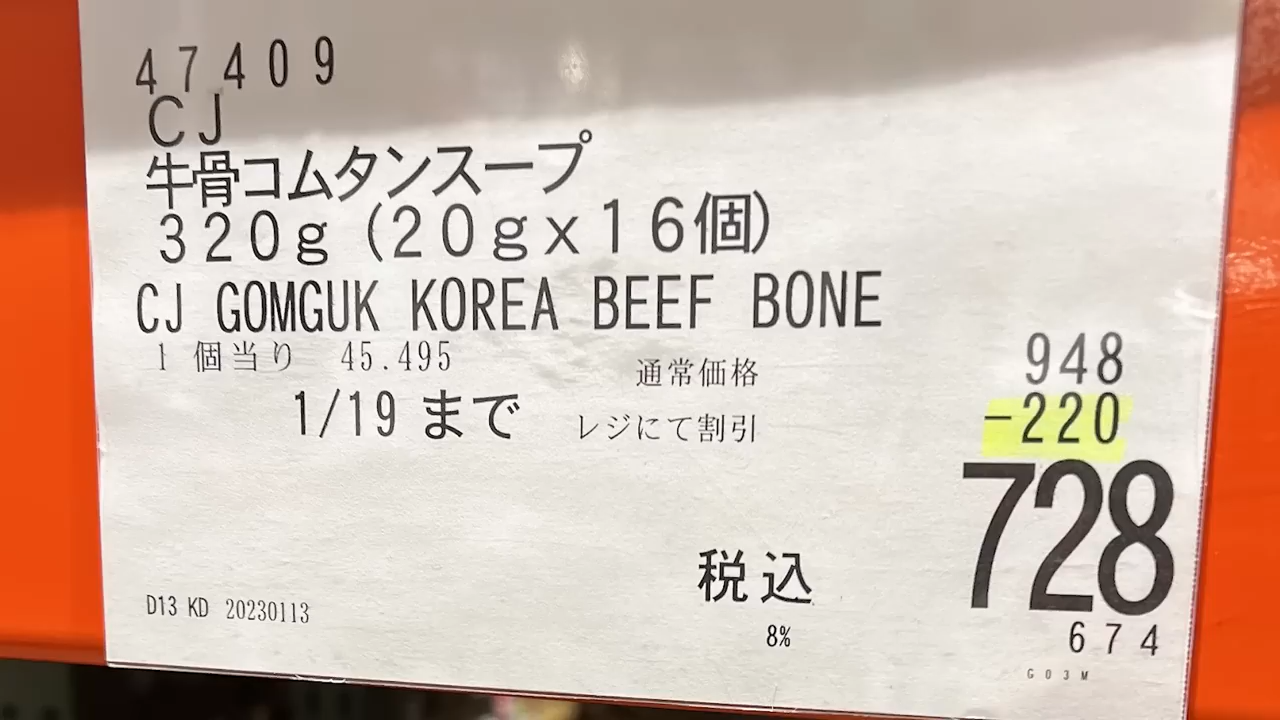 47409
CJ
牛骨コムタンスープ
320g (20gx16個)
CJ GOMGUK KOREA BEEF BONE
1個当り 45.495
通常価格 948
1/19まで レジにて割引 -220
728
税込
8%
674
D13 KD 20230113
G03M